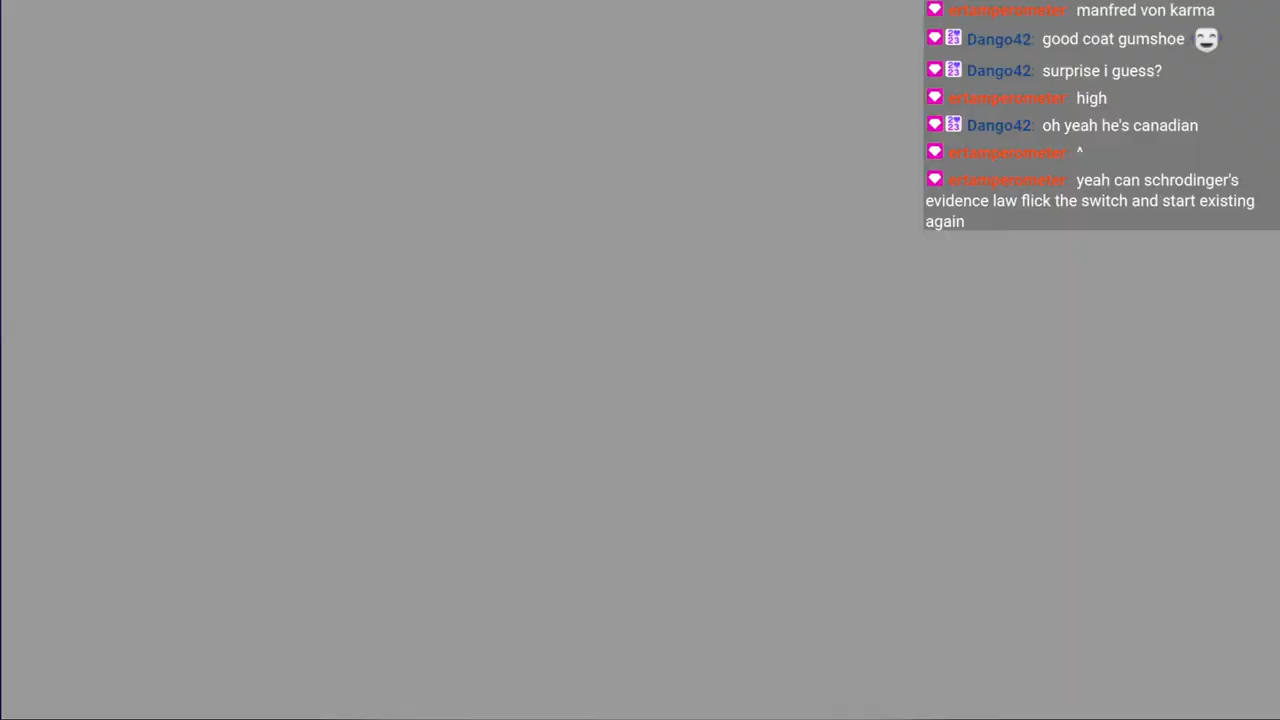 manfred von karma
Dango42: good coat gumshoe
Dango42: surprise i guess?
high
Dango42: oh yeah he's canadian
^
yeah can schrodinger's
evidence law flick the switch and start existing
again